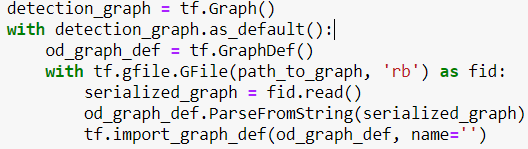 detection_graph = tf.Graph()
with detection_graph.as_default():
    od_graph_def = tf.GraphDef()
    with tf.gfile.GFile(path_to_graph, 'rb') as fid:
        serialized_graph = fid.read()
        od_graph_def.ParseFromString(serialized_graph)
        tf.import_graph_def(od_graph_def, name='')